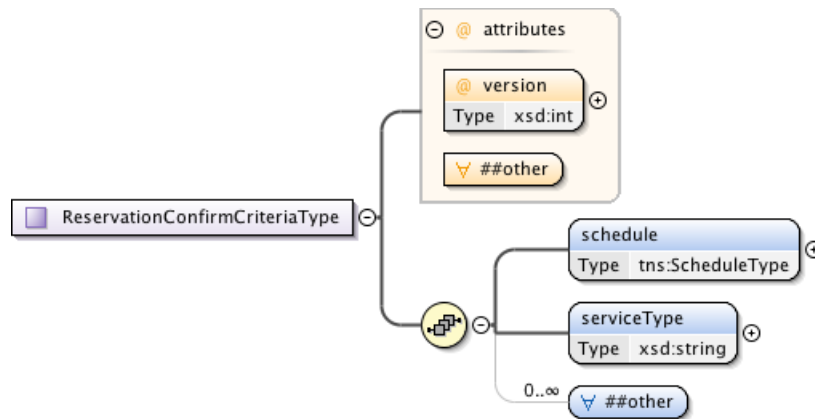 @ attributes
@ version
Type xsd:int
∀ ##other
ReservationConfirmCriteriaType
schedule
Type tns:ScheduleType
serviceType
Type xsd:string
0..∞
∀ ##other